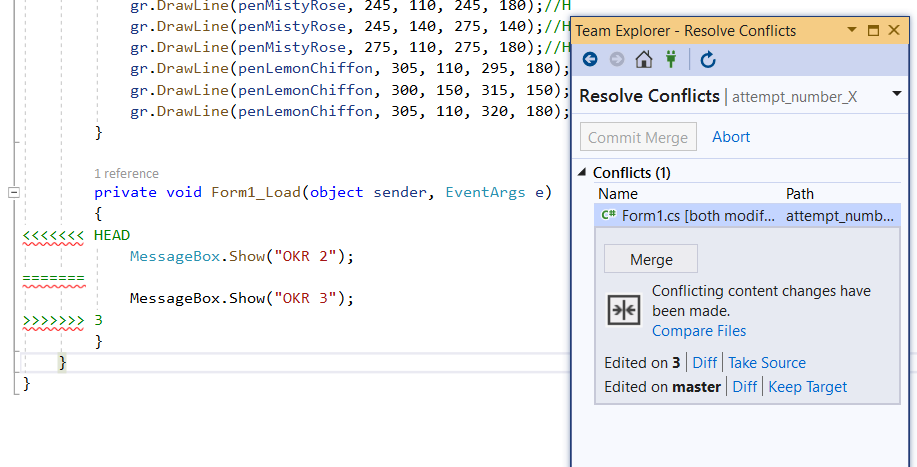 gr.DrawLine(penMistyRose, 245, 110, 245, 180);//H
gr.DrawLine(penMistyRose, 245, 140, 275, 140);//H
gr.DrawLine(penMistyRose, 275, 110, 275, 180);//H
gr.DrawLine(penLemonChiffon, 305, 110, 295, 180);
gr.DrawLine(penLemonChiffon, 300, 150, 315, 150);
gr.DrawLine(penLemonChiffon, 305, 110, 320, 180);
}
1 reference
private void Form1_Load(object sender, EventArgs e)
{
<<<<<<< HEAD
MessageBox.Show("OKR 2");
=======
MessageBox.Show("OKR 3");
>>>>>>> 3
}
}
}
Team Explorer - Resolve Conflicts
Resolve Conflicts | attempt_number_X
Commit Merge Abort
Conflicts (1)
Name Path
C# Form1.cs [both modif... attempt_numb...
Merge
Conflicting content changes have
been made.
Compare Files
Edited on 3 | Diff | Take Source
Edited on master | Diff | Keep Target